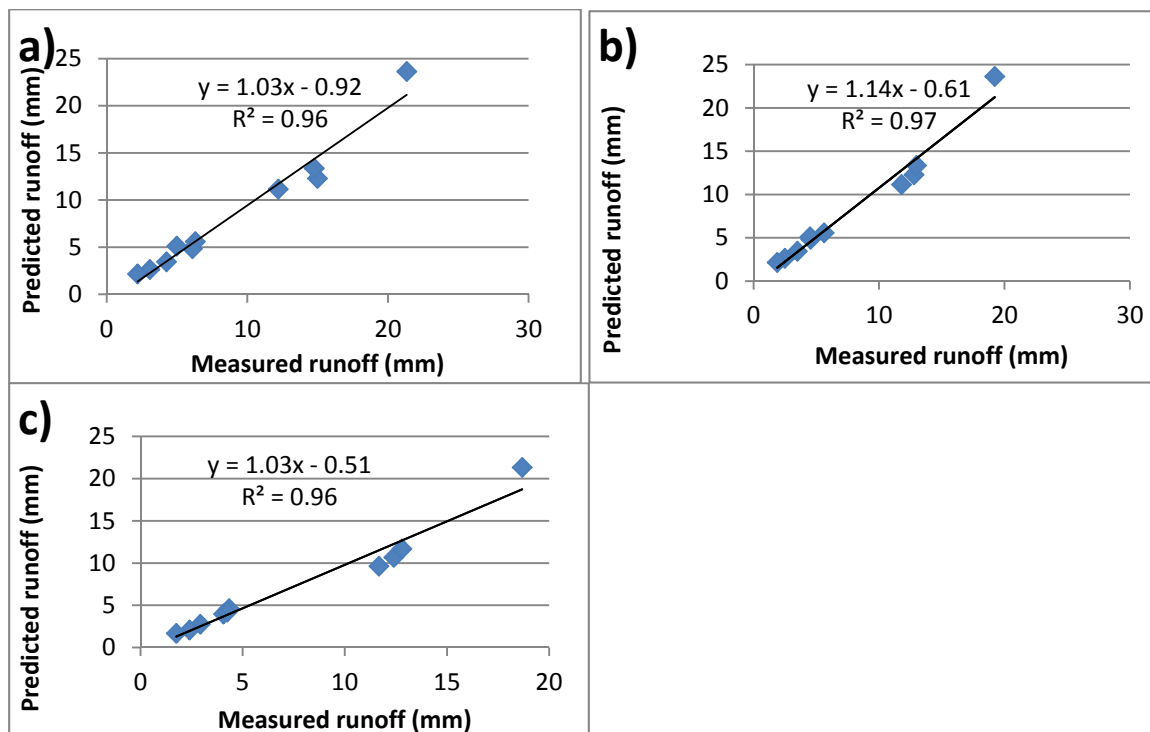 a)
25
20
15
10
5
0
Predicted runoff (mm)
y = 1.03x - 0.92
R² = 0.96
0 10 20 30
Measured runoff (mm)
b)
25
20
15
10
5
0
Predicted runoff (mm)
y = 1.14x - 0.61
R² = 0.97
0 10 20 30
Measured runoff (mm)
c)
25
20
15
10
5
0
Predicted runoff (mm)
y = 1.03x - 0.51
R² = 0.96
0 5 10 15 20
Measured runoff (mm)